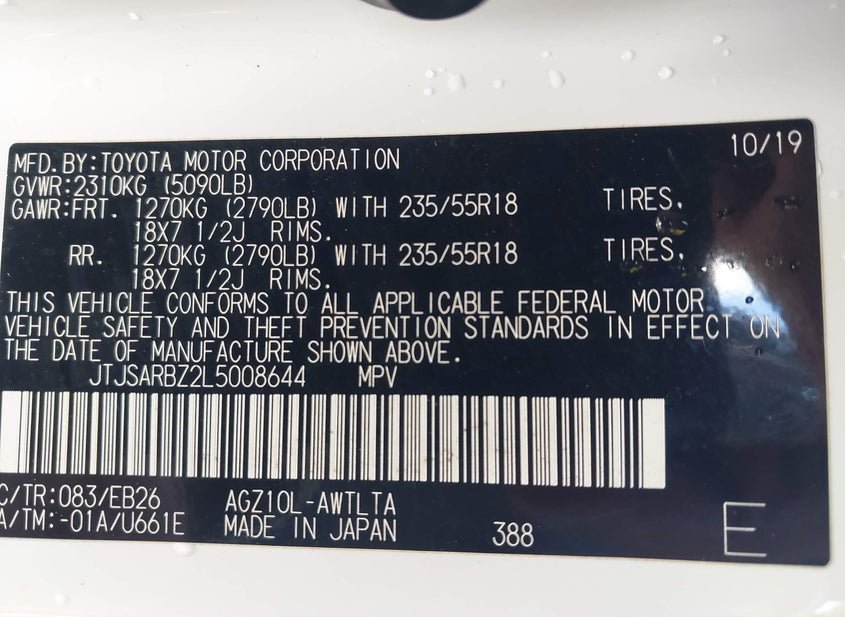 10/19
MFD.BY:TOYOTA MOTOR CORPORATION
GVWR:2310KG (5090LB)
GAWR:FRT. 1270KG (2790LB) WITH 235/55R18 TIRES,
18X7 1/2J RIMS.
RR. 1270KG (2790LB) WITH 235/55R18 TIRES,
18X7 1/2J RIMS.
THIS VEHICLE CONFORMS TO ALL APPLICABLE FEDERAL MOTOR
VEHICLE SAFETY AND THEFT PREVENTION STANDARDS IN EFFECT ON
THE DATE OF MANUFACTURE SHOWN ABOVE.
JTJSARBZ2L5008644 MPV
C/TR:083/EB26 AGZ10L-AWTLTA
A/TM:-01A/U661E MADE IN JAPAN 388 E